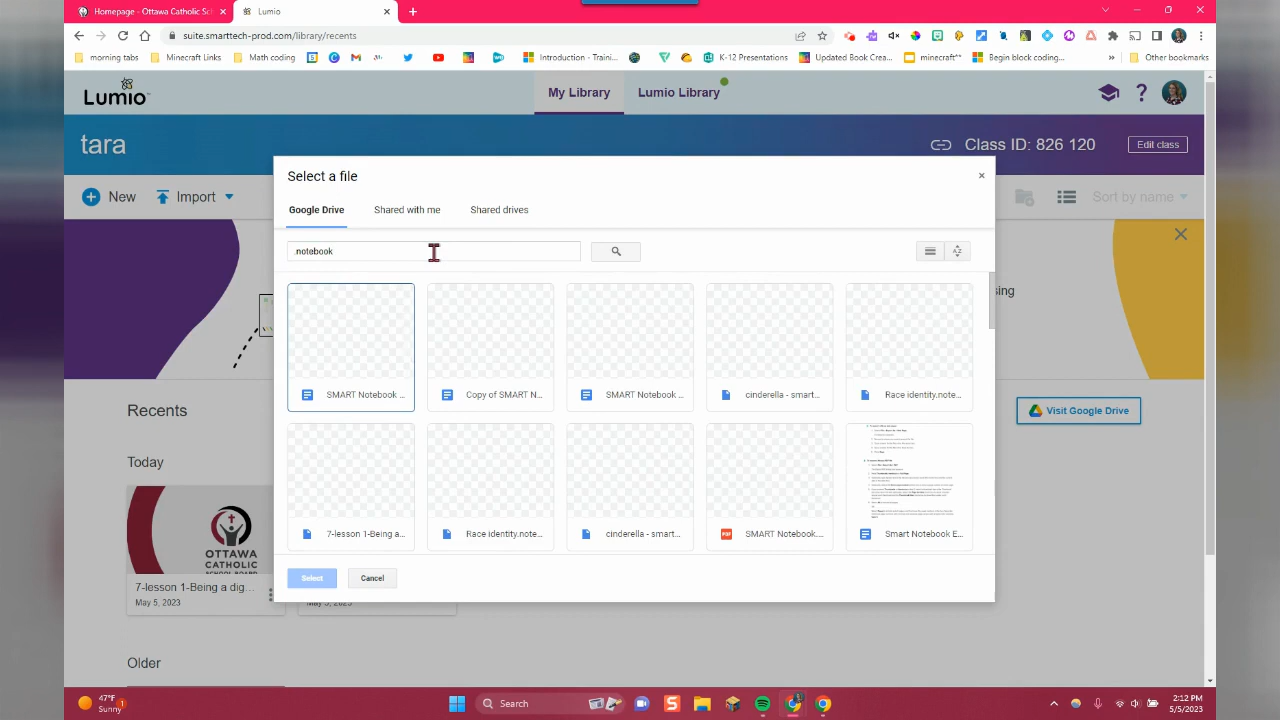 Homepage - Ottawa Catholic Sch
Lumio
suite.smarttech-prod.com/library/recents
morning tabs
Minecraft Links
Math coding
Introduction - Traini...
K-12 Presentations
Updated Book Crea...
minecraft**
Begin block coding...
Other bookmarks
Lumio
My Library
Lumio Library
tara
Class ID: 826 120
Edit class
New
Import
Sort by name
Select a file
Google Drive
Shared with me
Shared drives
.notebook
ing
SMART Notebook ...
Copy of SMART N...
SMART Notebook ...
cinderella - smart...
Race identity.note...
Recents
Visit Google Drive
Today
7-lesson 1-Being a...
Race identity.note...
cinderella - smart...
SMART Notebook....
Smart Notebook E...
OTTAWA
CATHOLIC
SCHOOL BOARD
Select
Cancel
7-lesson 1-Being a dig...
May 5, 2023
May 5, 2023
Older
47°F
Sunny
Search
2:12 PM
5/5/2023